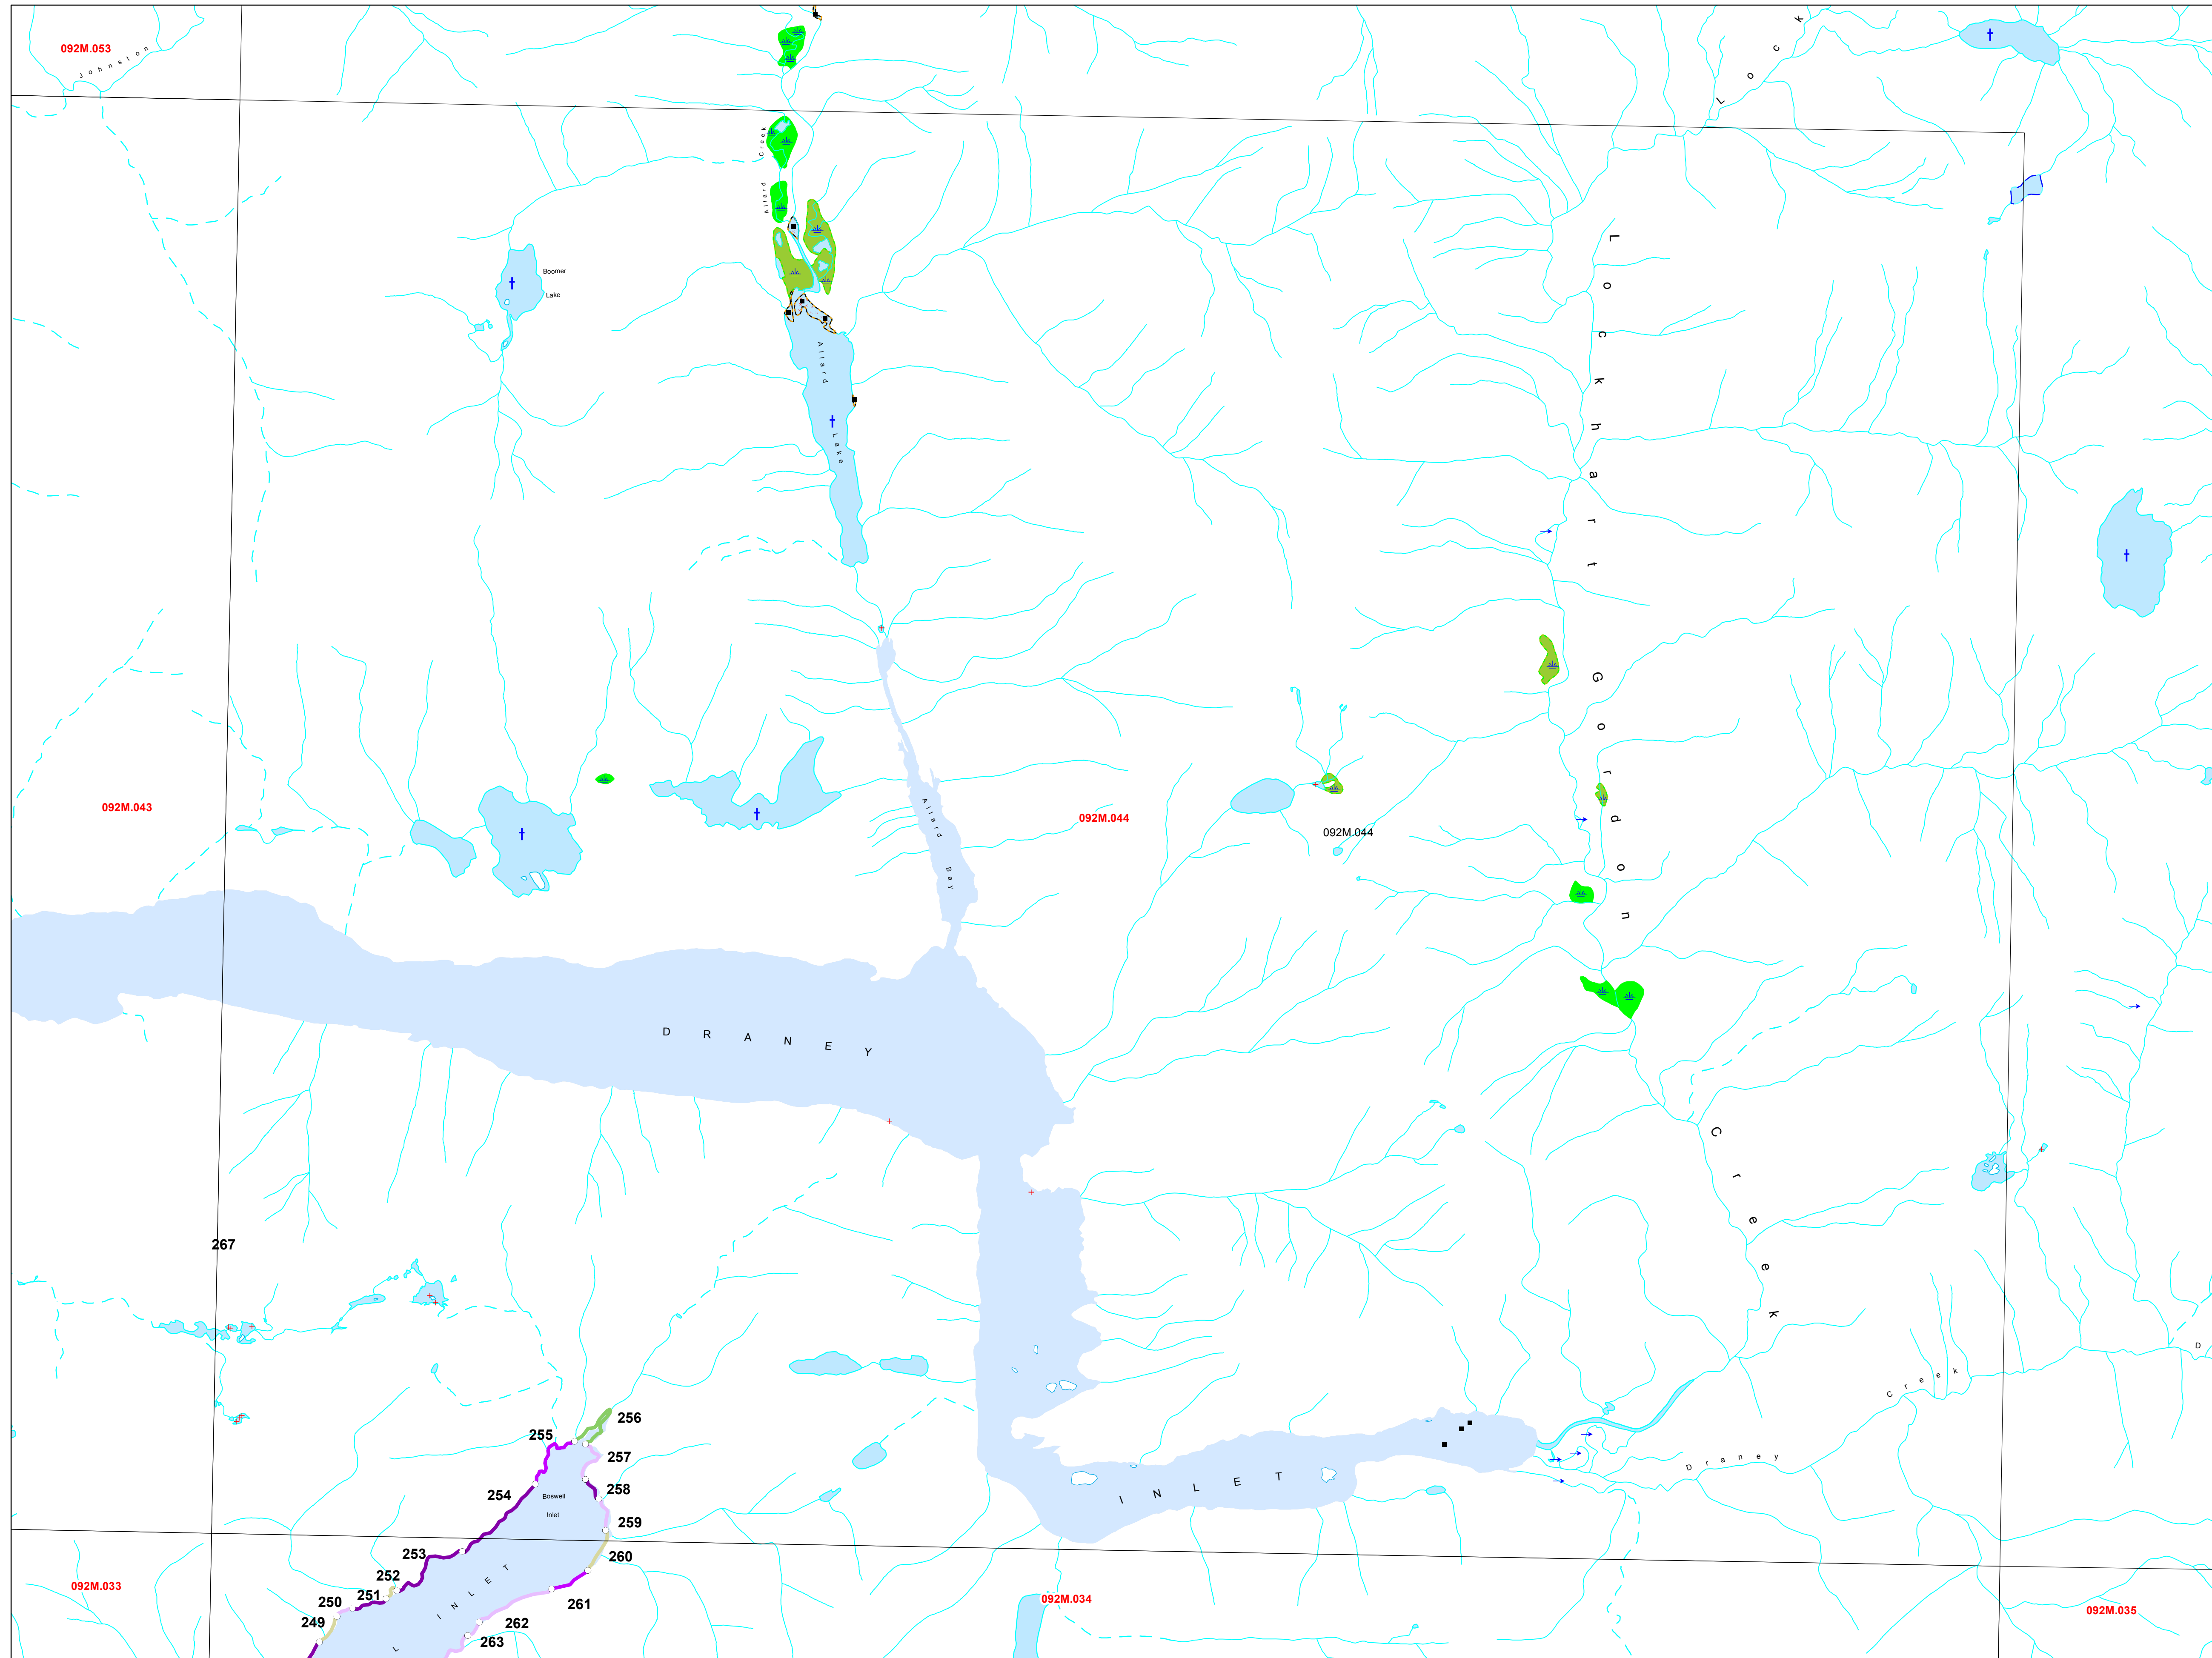 092M.053
Johnston
Lock
Allard Creek
Boomer
Lake
Allard Lake
Lockhart Gordon Creek
092M.043
092M.044
092M.044
Allard Bay
DRANEY
267
Creek
D
256
255
257
254
258
Boswell
Inlet
INLET
Draney
259
253
260
252
092M.033
251
250
261
249
262
263
L INLET
092M.034
092M.035